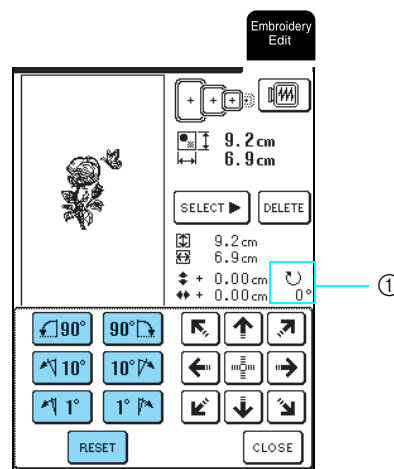 Embroidery
Edit
9.2cm
6.9cm
SELECT ▶ DELETE
9.2cm
6.9cm
+ 0.00cm
+ 0.00cm 0°
①
90° 90°
10° 10°
1° 1°
RESET CLOSE